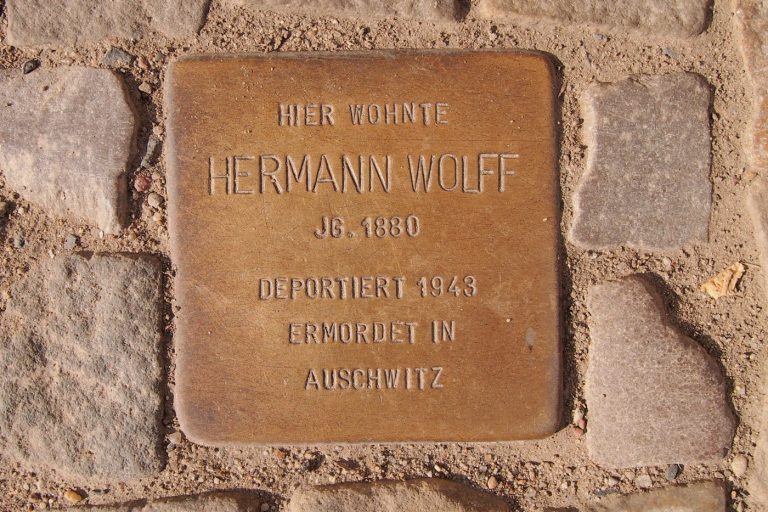 HIER WOHNTE
HERMANN WOLFF
JG. 1880
DEPORTIERT 1943
ERMORDET IN
AUSCHWITZ